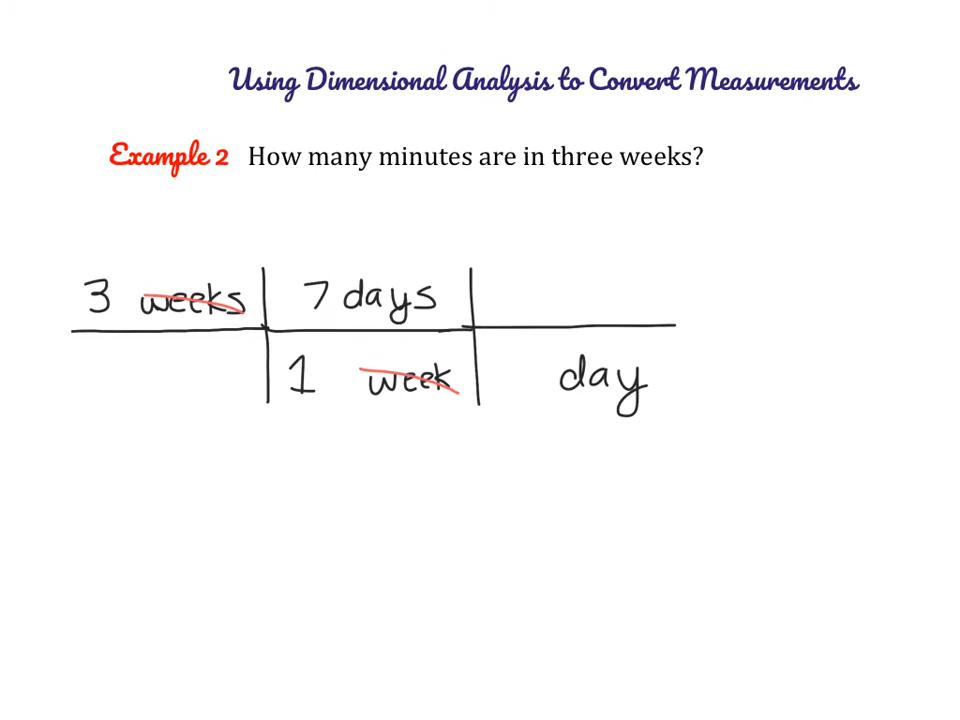 Using Dimensional Analysis to Convert Measurements
Example 2 How many minutes are in three weeks?
3 weeks 7 days
1 week day